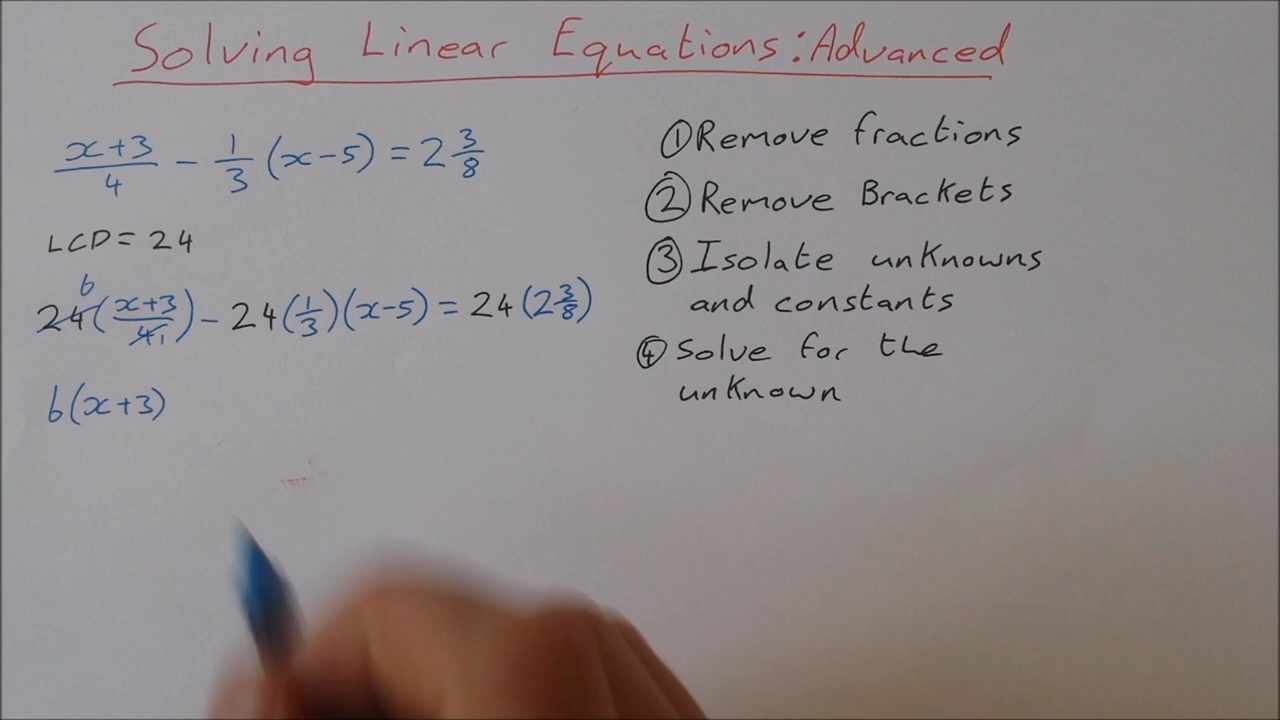 Solving Linear Equations: Advanced
x+3/4 - 1/3 (x-5) = 2 3/8
LCD = 24
6
24(x+3/4 1) - 24(1/3)(x-5) = 24(2 3/8)
6(x+3)
① Remove fractions
② Remove Brackets
③ Isolate unknowns
and constants
④ Solve for the
unknown